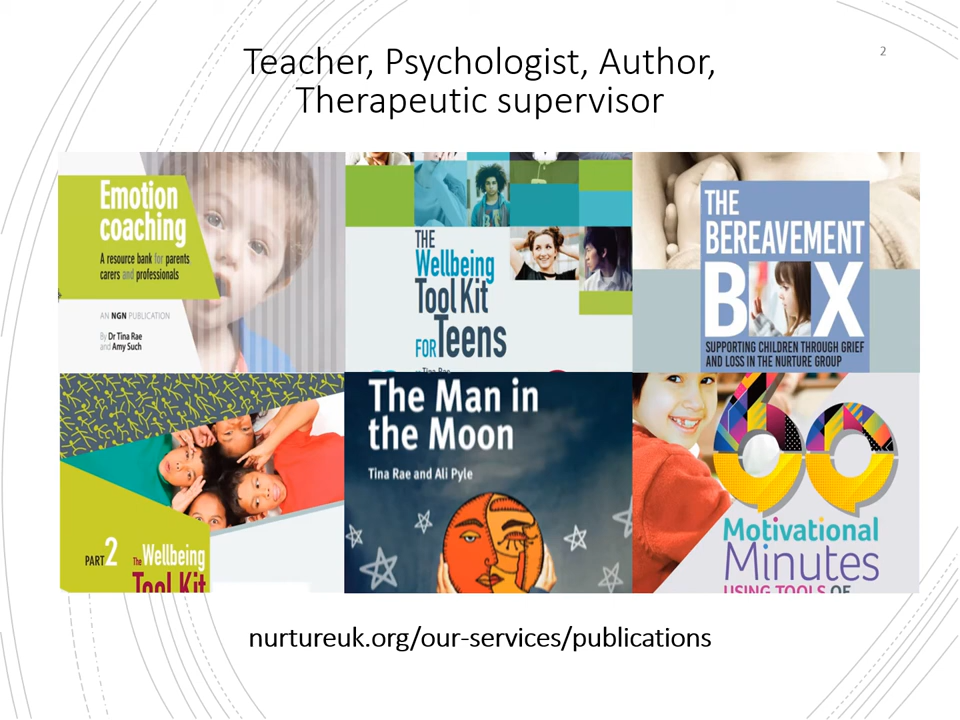 2
Teacher, Psychologist, Author,
Therapeutic supervisor
Emotion
coaching
A resource bank for parents
carers and professionals
AN NGN PUBLICATION
By Dr Tina Rae
and Amy Such
THE
Wellbeing
Tool Kit
FOR Teens
THE
BEREAVEMENT
BOX
SUPPORTING CHILDREN THROUGH GRIEF
AND LOSS IN THE NURTURE GROUP
PART 2 The Wellbeing
Tool Kit
The Man in
the Moon
Tina Rae and Ali Pyle
60
Motivational
Minutes
USING TOOLS OF
nurtureuk.org/our-services/publications